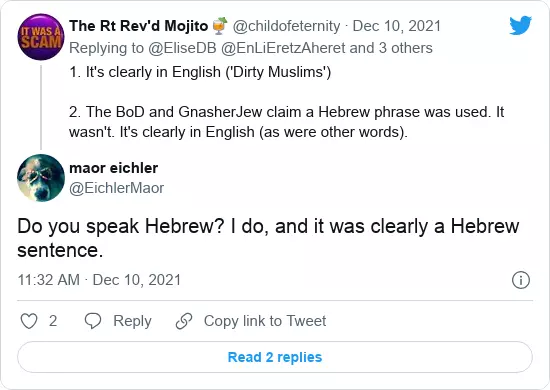 IT WAS A
SCAM
The Rt Rev'd Mojito🍹 @childofeternity · Dec 10, 2021
Replying to @EliseDB @EnLiEretzAheret and 3 others
1. It's clearly in English ('Dirty Muslims')
2. The BoD and GnasherJew claim a Hebrew phrase was used. It
wasn't. It's clearly in English (as were other words).
maor eichler
@EichlerMaor
Do you speak Hebrew? I do, and it was clearly a Hebrew
sentence.
11:32 AM · Dec 10, 2021
2 Reply Copy link to Tweet
Read 2 replies